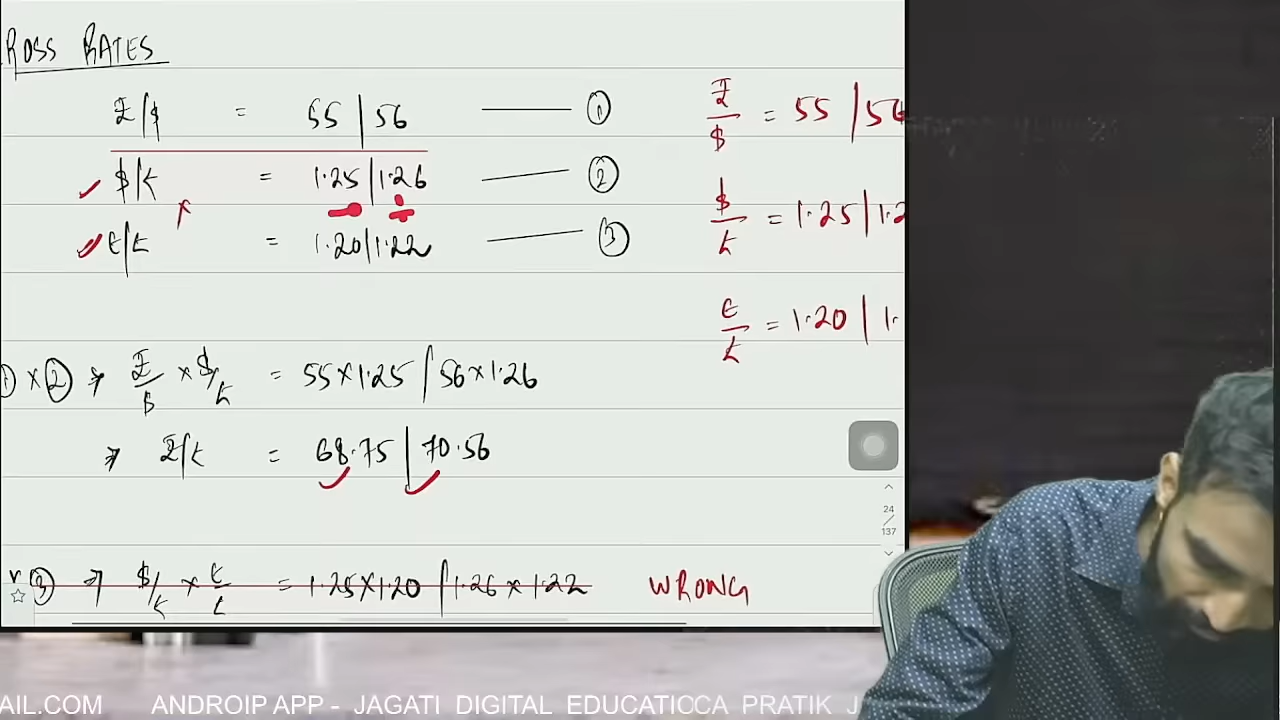 ROSS RATES
₹/$ = 55 | 56 ——— ①
$/£ = 1.25 | 1.26 ——— ②
€/£ = 1.20 | 1.22 ——— ③
₹/$ = 55 | 56
$/£ = 1.25 | 1.2
€/£ = 1.20 | 1.
① × ② ⇒ ₹/$ × $/£ = 55×1.25 | 56×1.26
⇒ ₹/£ = 68.75 | 70.56
③ ⇒ $/£ × €/£ = 1.25×1.20 | 1.26×1.22 WRONG
24
/
137
AIL.COM ANDROIP APP - JAGATI DIGITAL EDUCATICCA PRATIK J